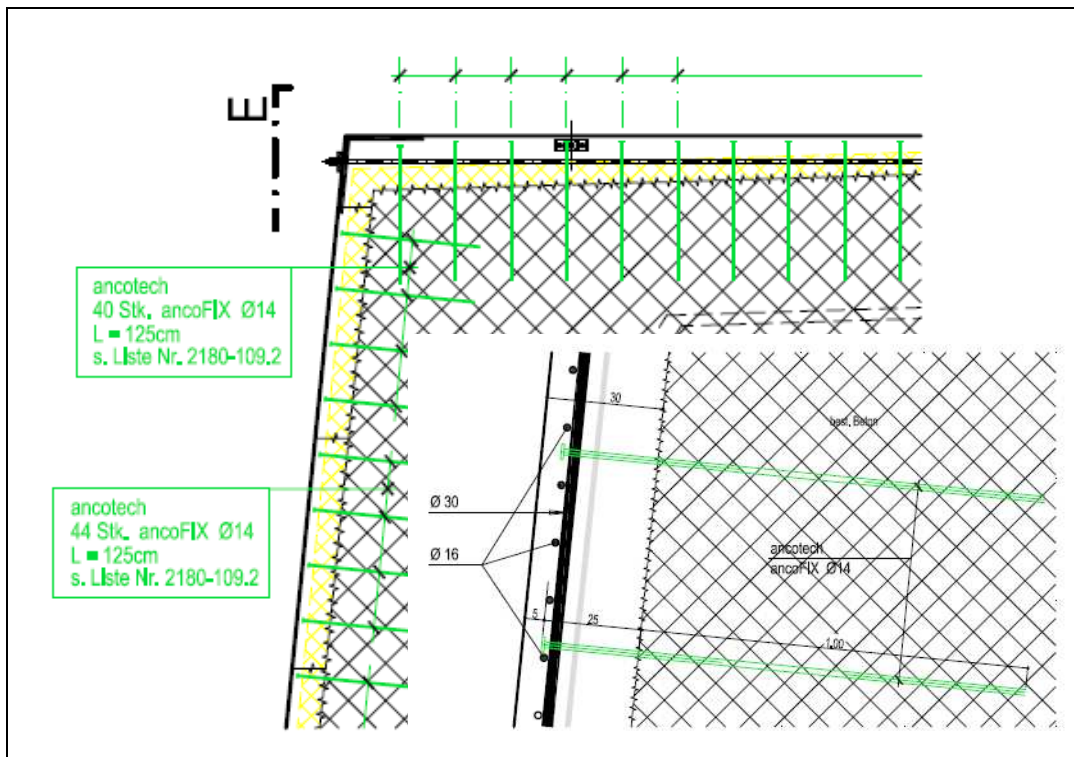 E
ancotech
40 Stk. ancoFIX Ø14
L = 125cm
s. Liste Nr. 2180-109.2
ancotech
44 Stk. ancoFIX Ø14
L = 125cm
s. Liste Nr. 2180-109.2
30
best. Beton
Ø 30
Ø 16
ancotech
ancoFIX Ø14
5
25
1.00